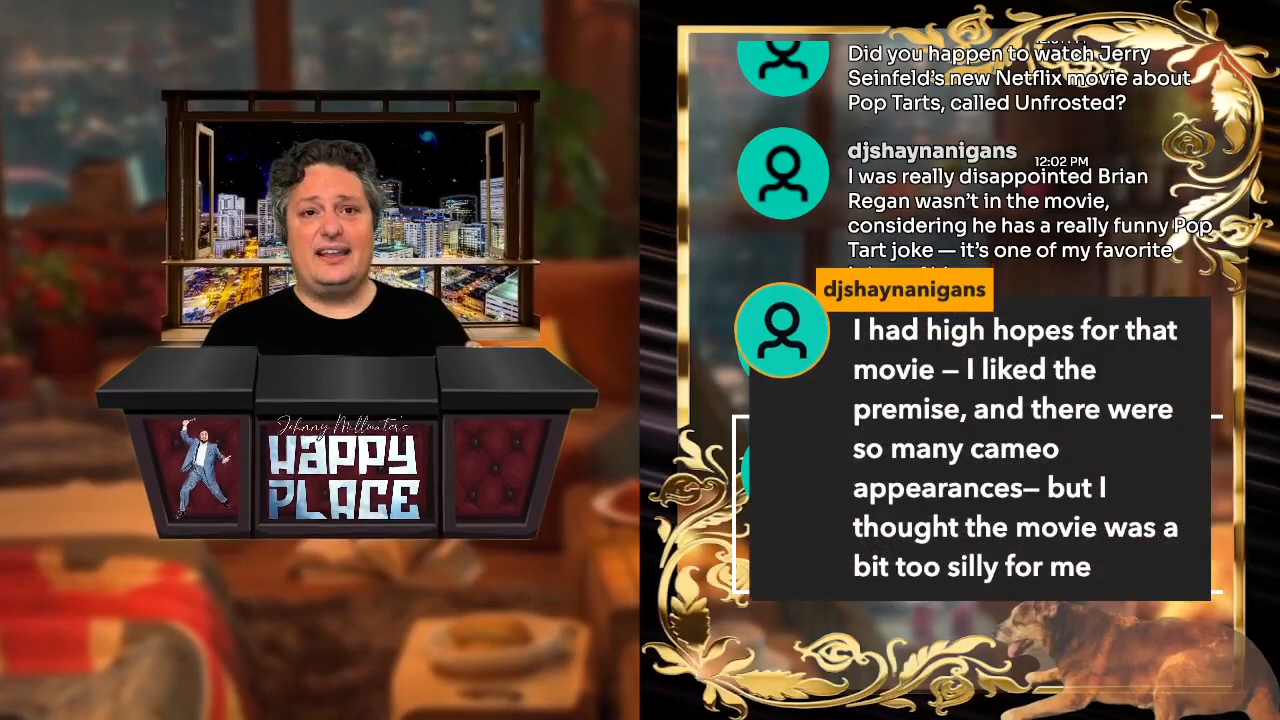 Johnny Millwater's
HAPPY
PLACE
Did you happen to watch Jerry
Seinfeld's new Netflix movie about
Pop Tarts, called Unfrosted?
djshaynanigans 12:02 PM
I was really disappointed Brian
Regan wasn't in the movie,
considering he has a really funny Pop
Tart joke — it's one of my favorite
djshaynanigans
I had high hopes for that
movie – I liked the
premise, and there were
so many cameo
appearances– but I
thought the movie was a
bit too silly for me